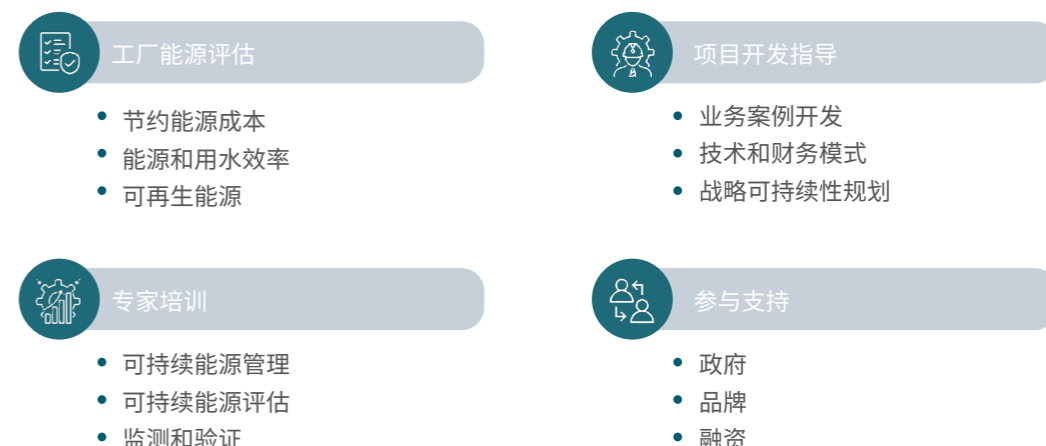 工厂能源评估
节约能源成本
能源和用水效率
可再生能源
项目开发指导
业务案例开发
技术和财务模式
战略可持续性规划
专家培训
可持续能源管理
可持续能源评估
监测和验证
参与支持
政府
品牌
融资